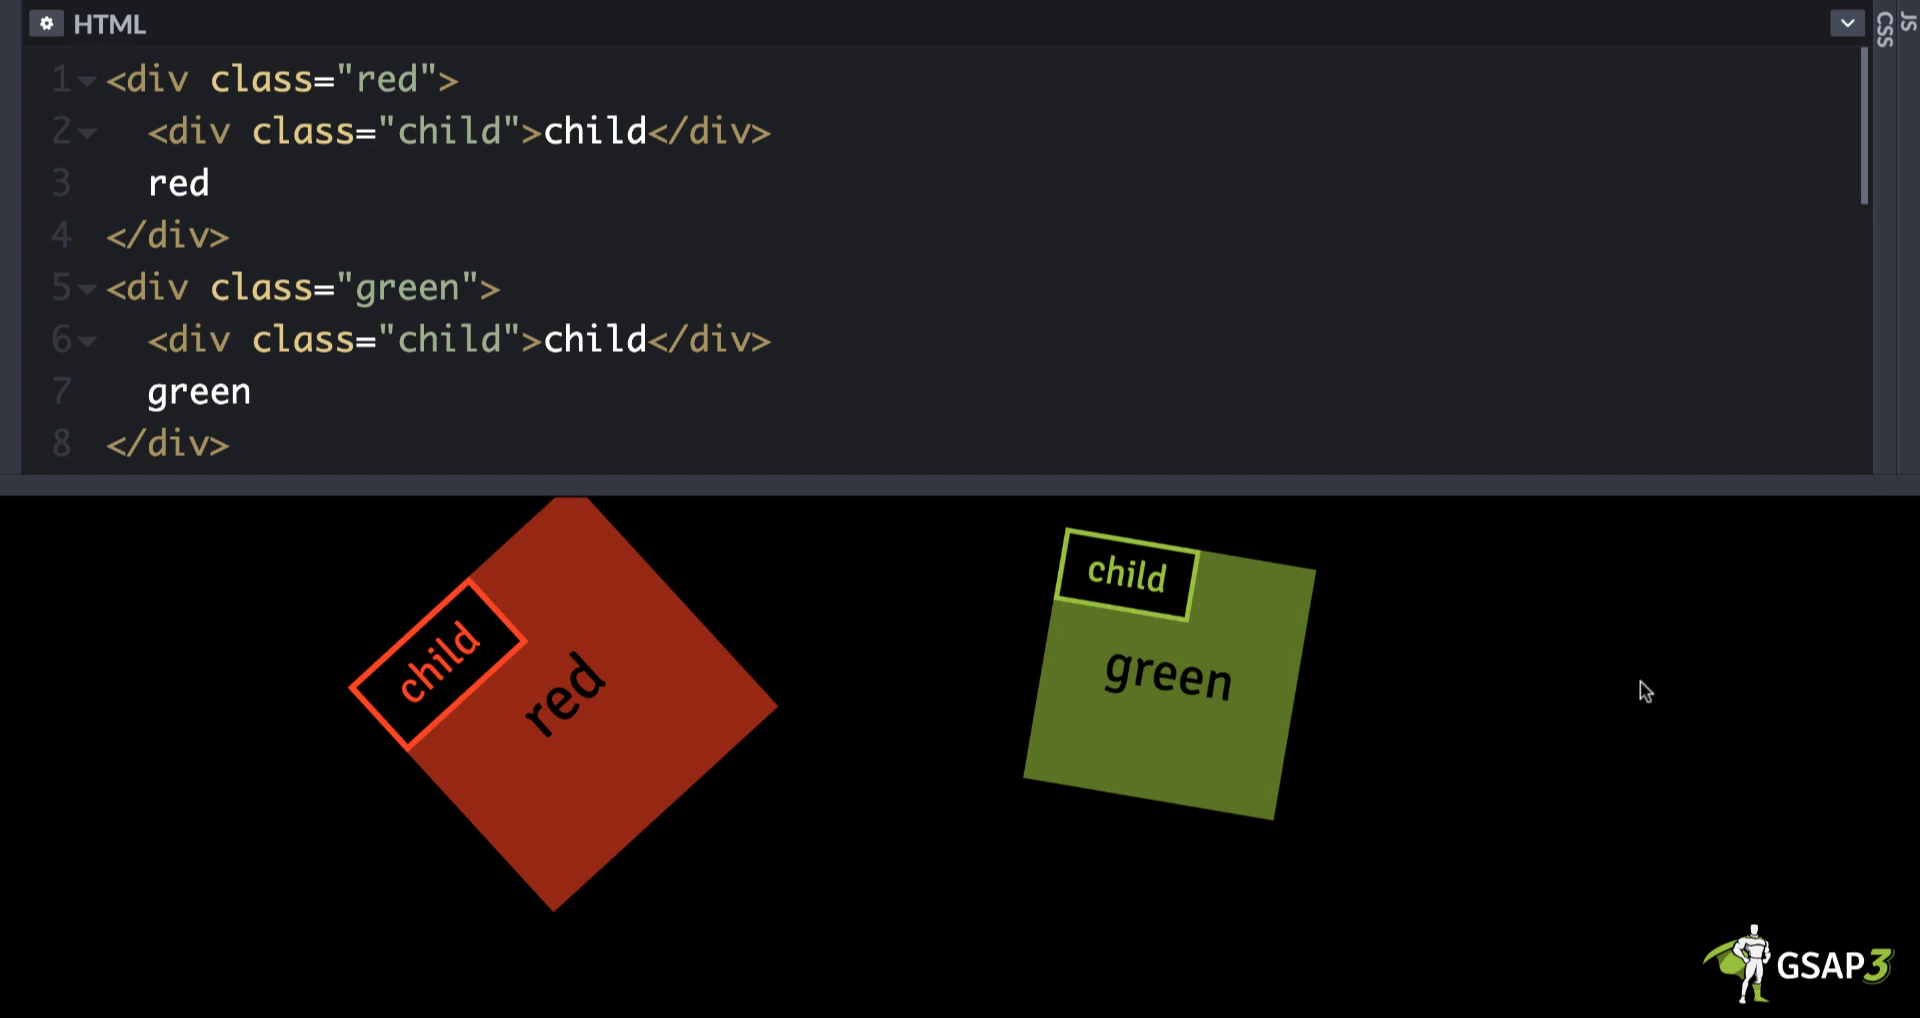 HTML
CSS
JS
1 <div class="red">
2 <div class="child">child</div>
3 red
4 </div>
5 <div class="green">
6 <div class="child">child</div>
7 green
8 </div>
child
red
child
green
GSAP3